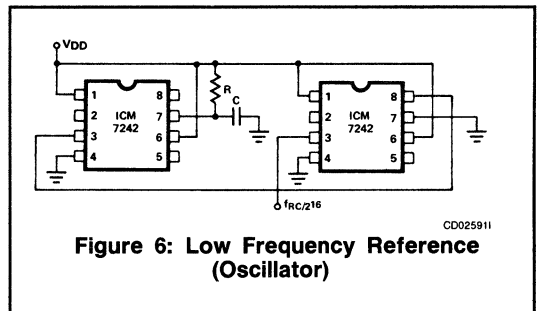 VDD
R
C
1 8
2 ICM 7
3 7242 6
4 5
1 8
2 ICM 7
3 7242 6
4 5
fRC/2¹⁶
CD02591I
Figure 6: Low Frequency Reference
(Oscillator)